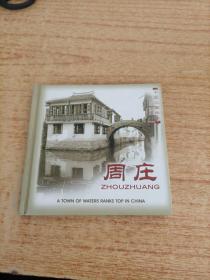 周庄
ZHOUZHUANG
A TOWN OF WATERS RANKS TOP IN CHINA